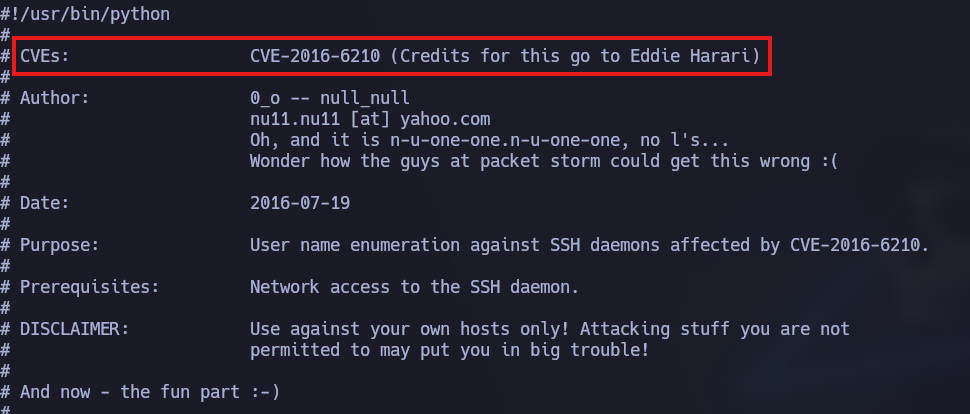 #!/usr/bin/python
#
# CVEs: CVE-2016-6210 (Credits for this go to Eddie Harari)
#
# Author: 0_o -- null_null
# nu11.nu11 [at] yahoo.com
# Oh, and it is n-u-one-one.n-u-one-one, no l's...
# Wonder how the guys at packet storm could get this wrong :(
#
# Date: 2016-07-19
#
# Purpose: User name enumeration against SSH daemons affected by CVE-2016-6210.
#
# Prerequisites: Network access to the SSH daemon.
#
# DISCLAIMER: Use against your own hosts only! Attacking stuff you are not
# permitted to may put you in big trouble!
#
# And now - the fun part :-)
#